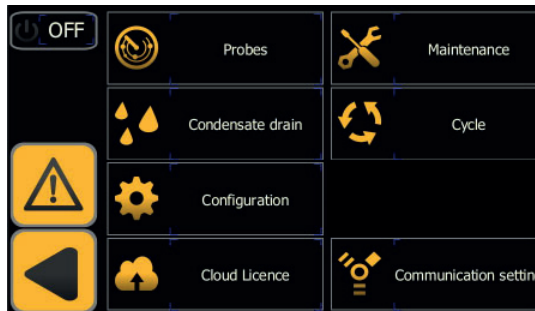 OFF
Probes
Maintenance
Condensate drain
Cycle
Configuration
Cloud Licence
Communication settin